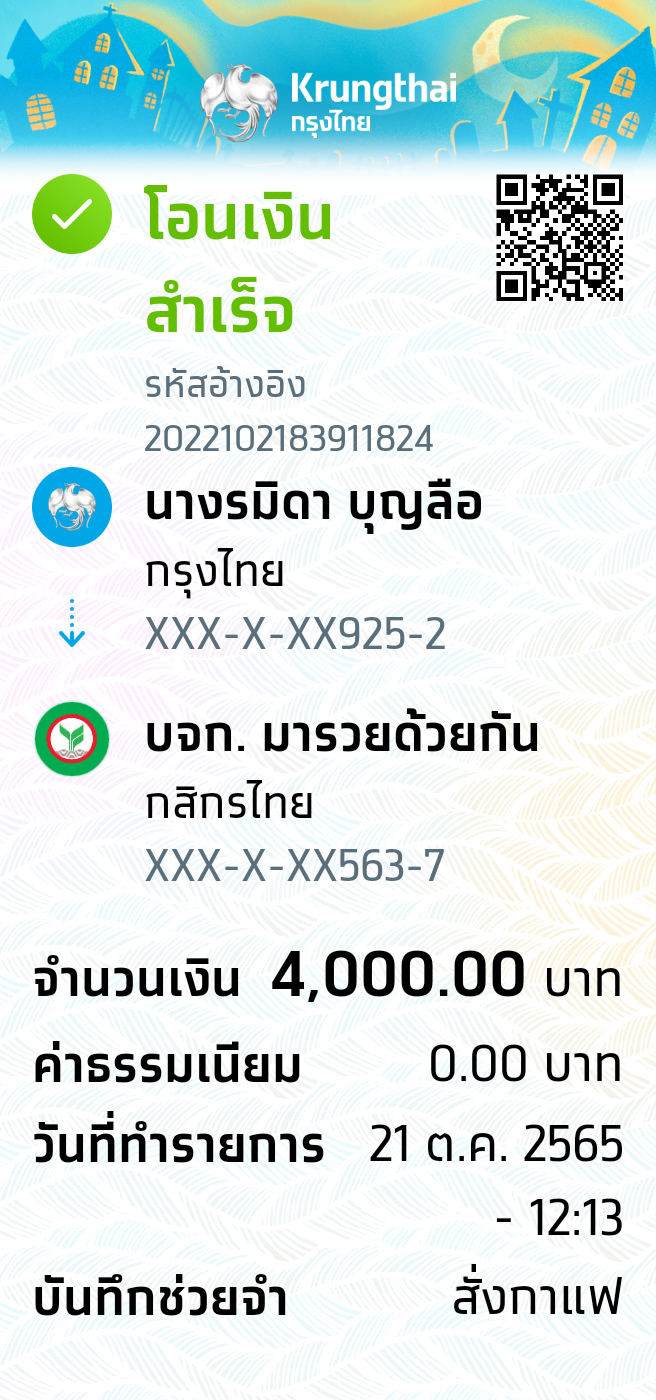 Krungthai
กรุงไทย
โอนเงิน
สำเร็จ
รหัสอ้างอิง
2022102183911824
นางรมิดา บุญลือ
กรุงไทย
XXX-X-XX925-2
บจก. มารวยด้วยกัน
กสิกรไทย
XXX-X-XX563-7
จำนวนเงิน 4,000.00 บาท
ค่าธรรมเนียม 0.00 บาท
วันที่ทำรายการ 21 ต.ค. 2565
- 12:13
บันทึกช่วยจำ สั่งกาแฟ